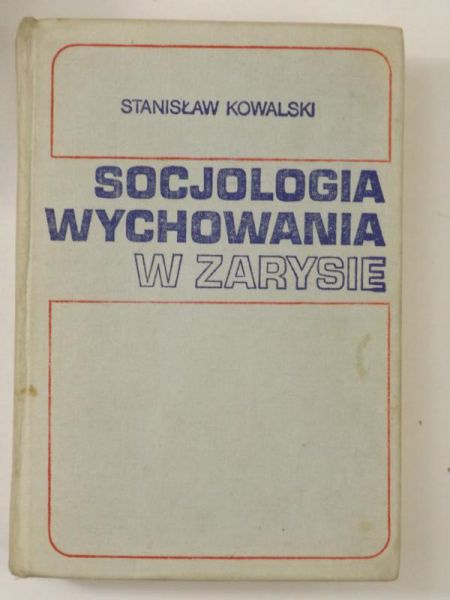 STANISŁAW KOWALSKI
SOCJOLOGIA
WYCHOWANIA
W ZARYSIE